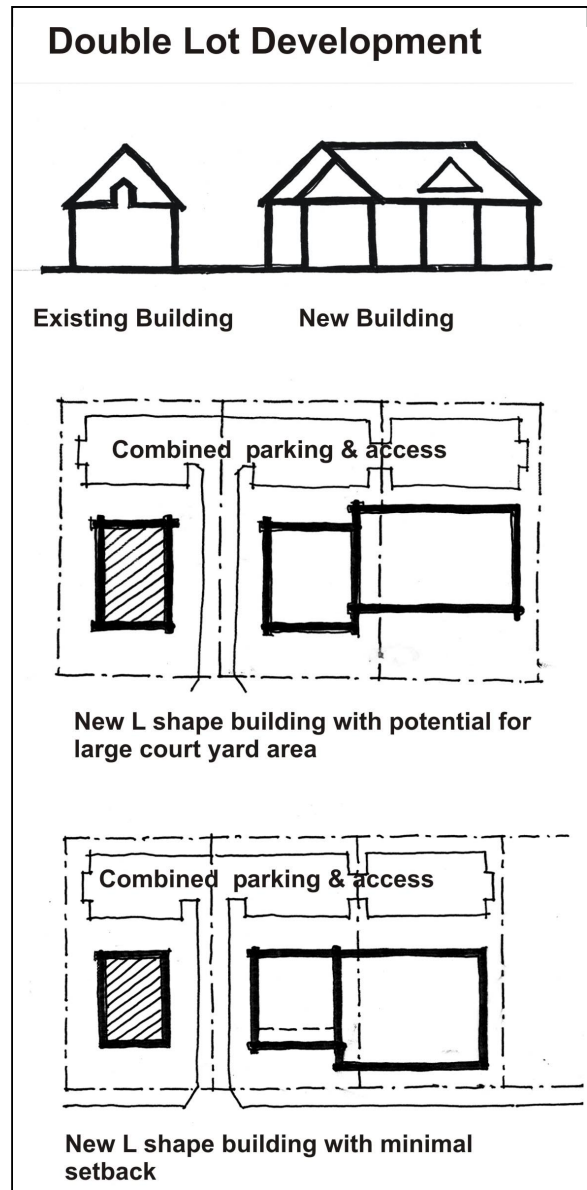 Double Lot Development
Existing Building
New Building
Combined parking & access
New L shape building with potential for
large court yard area
Combined parking & access
New L shape building with minimal
setback